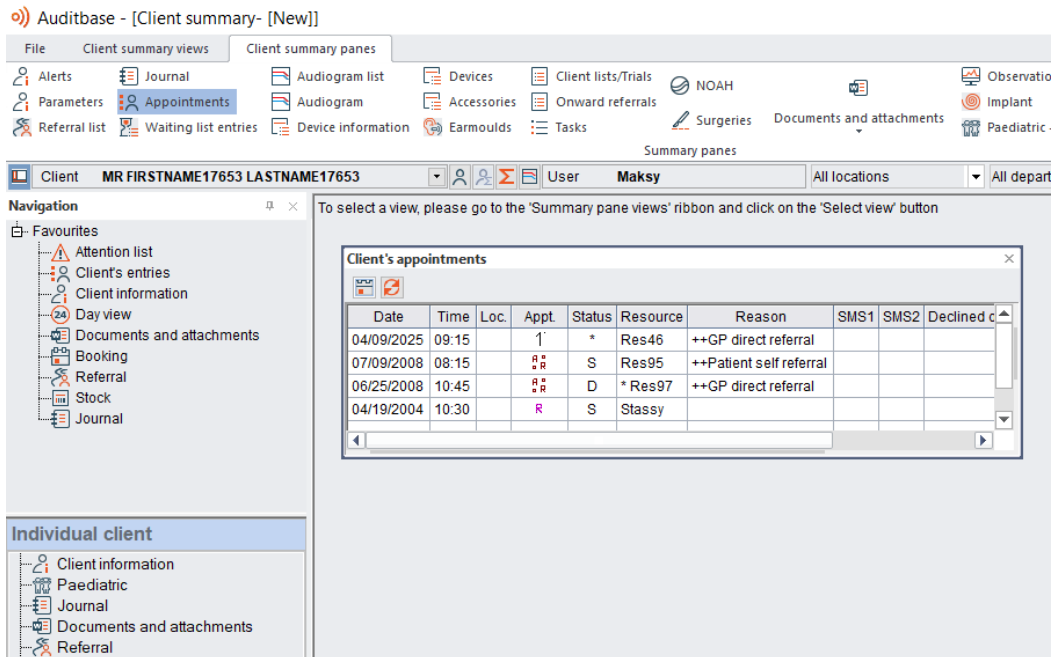 Auditbase - [Client summary- [New]]
File Client summary views Client summary panes
Alerts Journal Audiogram list Devices Client lists/Trials NOAH Observatio
Parameters Appointments Audiogram Accessories Onward referrals Surgeries Documents and attachments Implant
Referral list Waiting list entries Device information Earmoulds Tasks Paediatric -
Summary panes
Client MR FIRSTNAME17653 LASTNAME17653 User Maksy All locations All depart
Navigation
To select a view, please go to the 'Summary pane views' ribbon and click on the 'Select view' button
Favourites
Attention list
Client's entries
Client information
24 Day view
Documents and attachments
Booking
Referral
Stock
Journal
Client's appointments
Date Time Loc. Appt. Status Resource Reason SMS1 SMS2 Declined c
04/09/2025 09:15 1 * Res46 ++GP direct referral
07/09/2008 08:15 A R S Res95 ++Patient self referral
06/25/2008 10:45 A R D * Res97 ++GP direct referral
04/19/2004 10:30 R S Stassy
Individual client
Client information
Paediatric
Journal
Documents and attachments
Referral